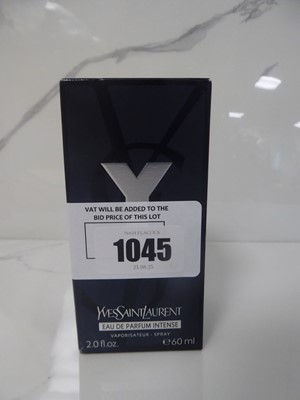 Y
VAT WILL BE ADDED TO THE
BID PRICE OF THIS LOT
1045
YVESSAINTLAURENT
EAU DE PARFUM INTENSE
VAPORISATEUR - SPRAY
2.0 fl.oz. ℮60 ml